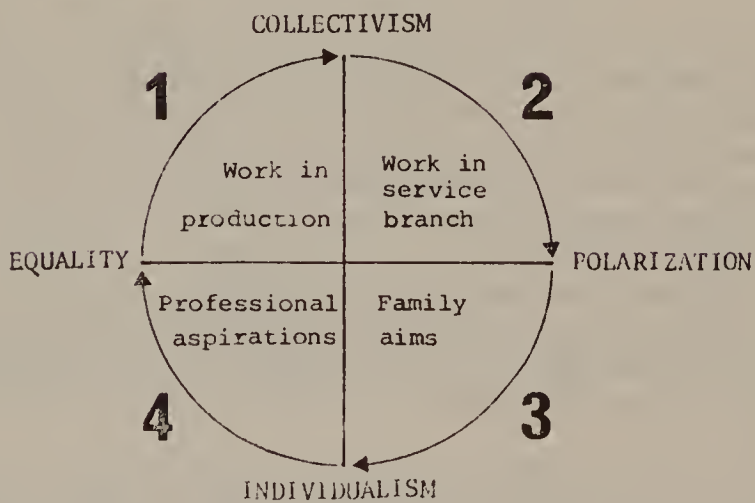 COLLECTIVISM
1
2
Work in
production
Work in
service
branch
EQUALITY
POLARIZATION
Professional
aspirations
Family
aims
4
3
INDIVIDUALISM